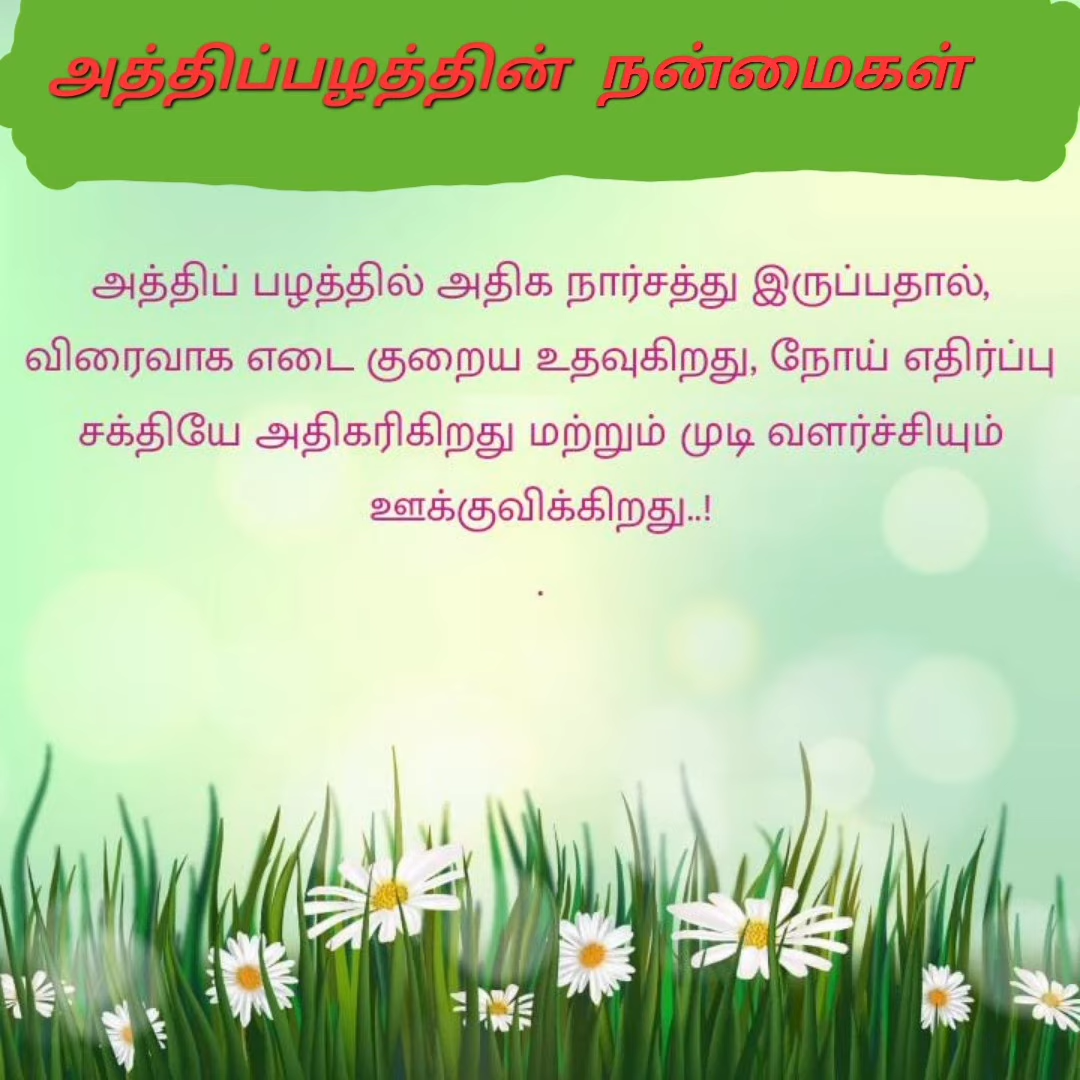 அத்திப்பழத்தின் நன்மைகள்
அத்திப் பழத்தில் அதிக நார்சத்து இருப்பதால்,
விரைவாக எடை குறைய உதவுகிறது, நோய் எதிர்ப்பு
சக்தியே அதிகரிகிறது மற்றும் முடி வளர்ச்சியும்
ஊக்குவிக்கிறது..!
.